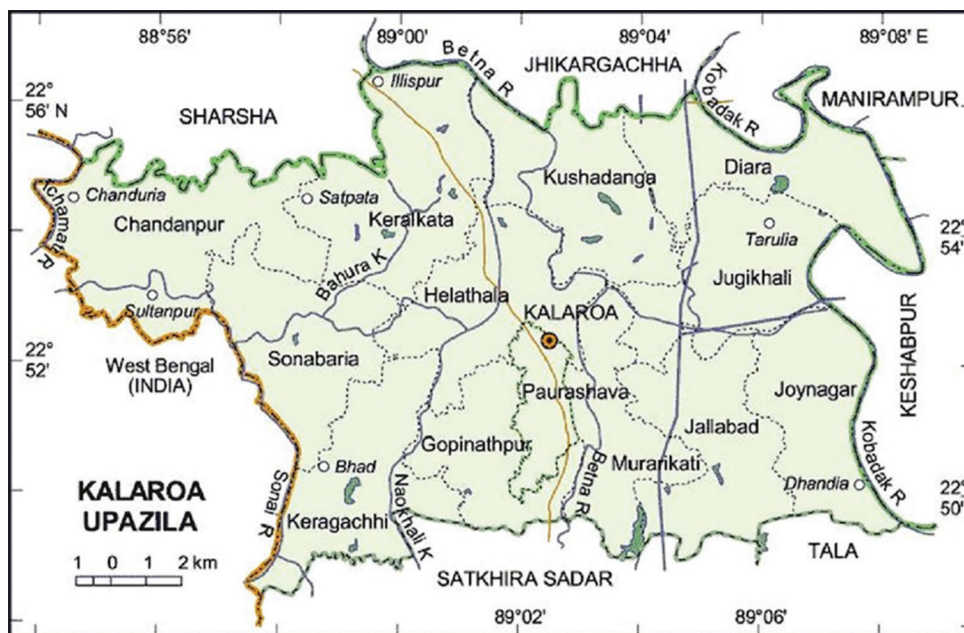 88°56'
89°00'
89°04'
89°08' E
22°
56' N
SHARSHA
Illispur
Betna R
JHIKARGACHHA
Kobadak R
MANIRAMPUR
Ichamati R
Chanduria
Chandanpur
Satpata
Keralkata
Kushadanga
Diara
Tarulia
22°
54'
Bahura K
Jugikhali
Sultanpur
Helathala
KALAROA
22°
52'
West Bengal
(INDIA)
Sonabaria
Paurashava
Joynagar
KESHABPUR
Gopinathpur
Jallabad
Bhad
Murarikati
Kobadak R
Dhandia
22°
50'
KALAROA
UPAZILA
Sonai R
Naokhali K
Betna R
Keragachhi
1 0 1 2 km
SATKHIRA SADAR
TALA
89°02'
89°06'